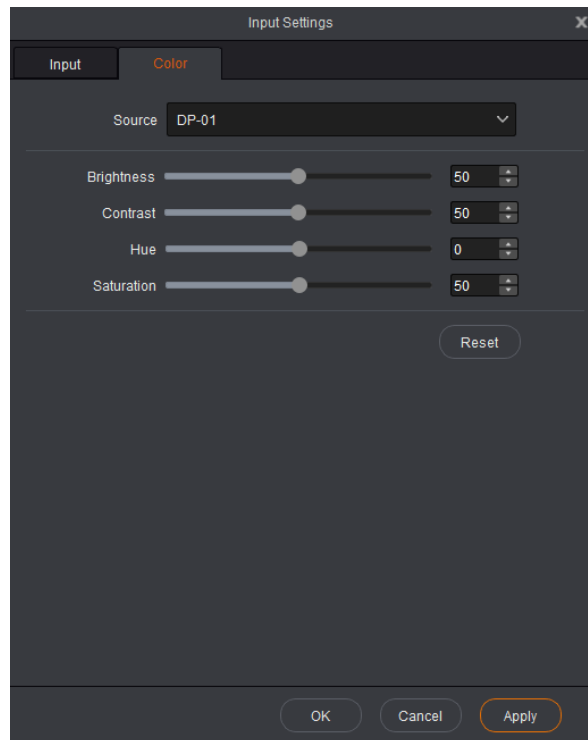 Input Settings X
Input Color
Source DP-01
Brightness 50
Contrast 50
Hue 0
Saturation 50
Reset
OK Cancel Apply